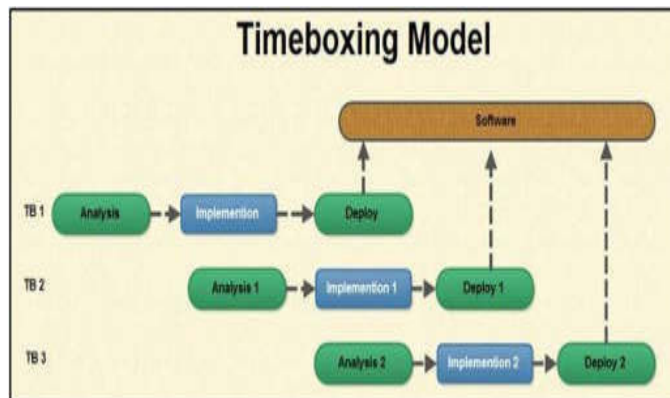 Timeboxing Model
Software
TB 1 Analysis Implemention Deploy
TB 2 Analysis 1 Implemention 1 Deploy 1
TB 3 Analysis 2 Implemention 2 Deploy 2